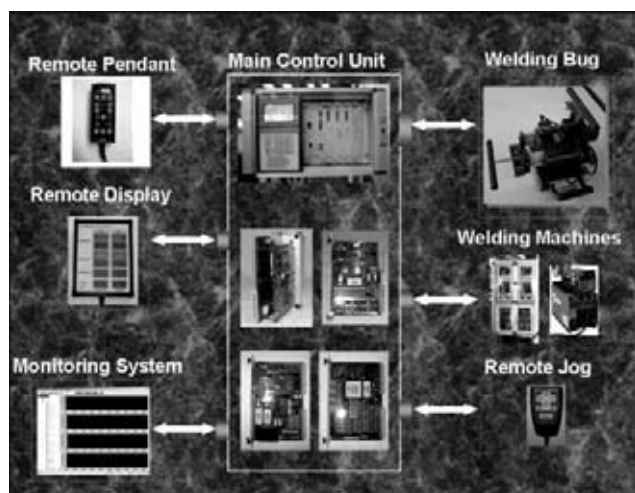 Remote Pendant
Main Control Unit
Welding Bug
Remote Display
Welding Machines
Monitoring System
Remote Jog